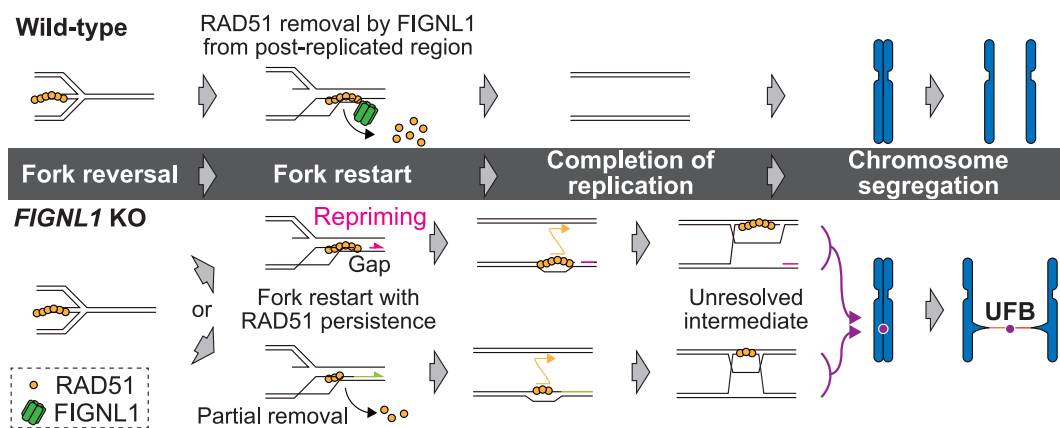 Wild-type
RAD51 removal by FIGNL1
from post-replicated region
Fork reversal
Fork restart
Completion of
replication
Chromosome
segregation
FIGNL1 KO
Repriming
Gap
or
Fork restart with
RAD51 persistence
Unresolved
intermediate
UFB
RAD51
FIGNL1
Partial removal